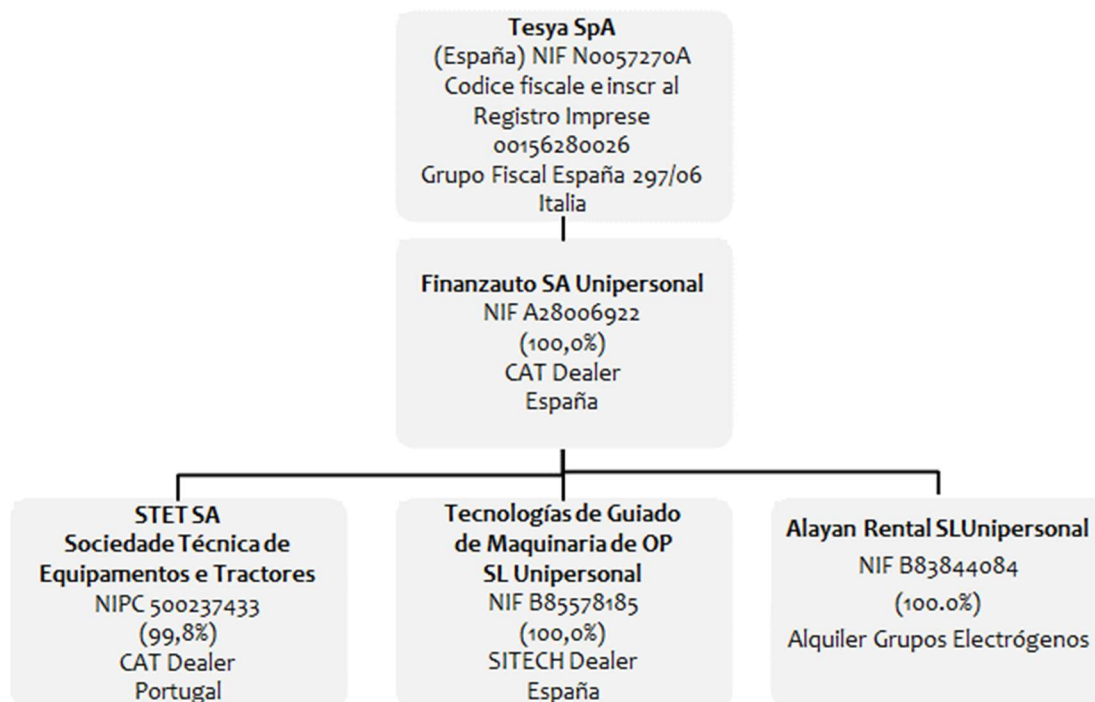 Tesya SpA
(España) NIF N0057270A
Codice fiscale e inscr al
Registro Imprese
00156280026
Grupo Fiscal España 297/06
Italia
Finanzauto SA Unipersonal
NIF A28006922
(100,0%)
CAT Dealer
España
STET SA
Sociedade Técnica de
Equipamentos e Tractores
NIPC 500237433
(99,8%)
CAT Dealer
Portugal
Tecnologías de Guiado
de Maquinaria de OP
SL Unipersonal
NIF B85578185
(100,0%)
SITECH Dealer
España
Alayan Rental SLUnipersonal
NIF B83844084
(100.0%)
Alquiler Grupos Electrógenos